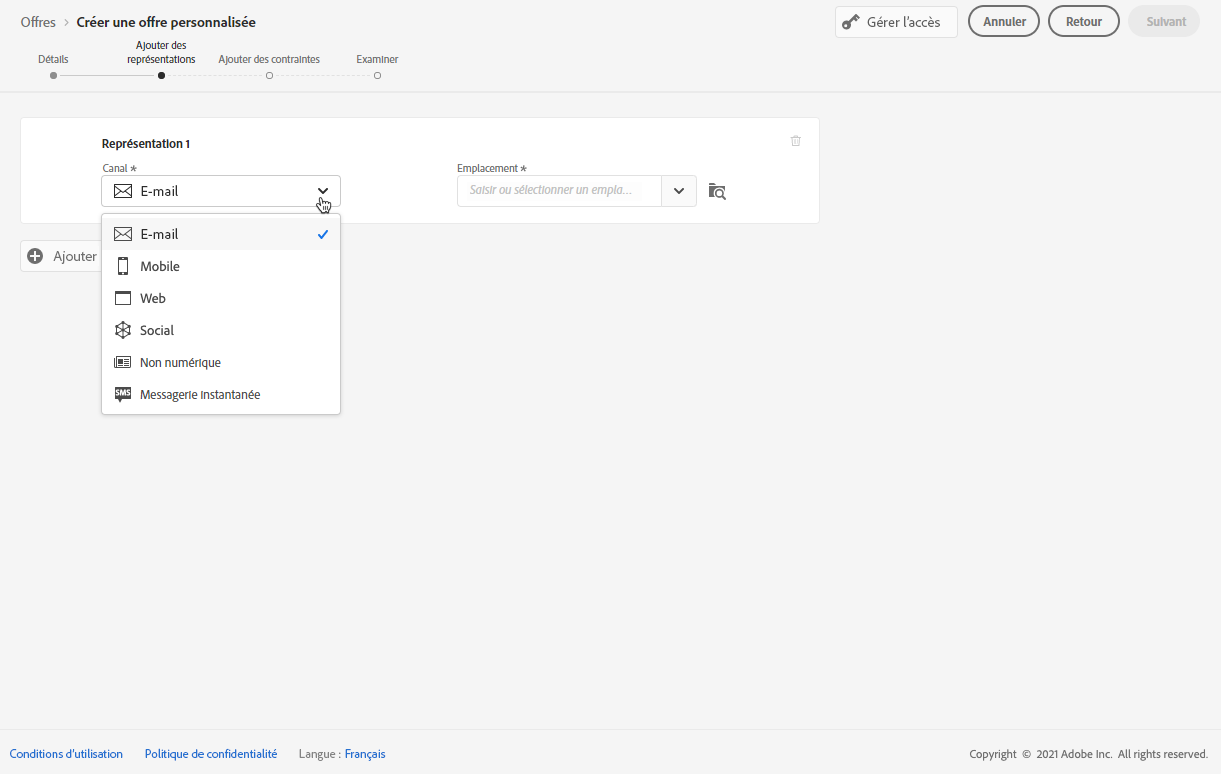 Offres > Créer une offre personnalisée
Gérer l'accès
Annuler
Retour
Suivant
Détails
Ajouter des
représentations
Ajouter des contraintes
Examiner
Représentation 1
Canal *
Emplacement *
E-mail
Saisir ou sélectionner un empla...
E-mail
Ajouter
Mobile
Web
Social
Non numérique
SMS
Messagerie instantanée
Conditions d'utilisation
Politique de confidentialité
Langue : Français
Copyright © 2021 Adobe Inc. All rights reserved.